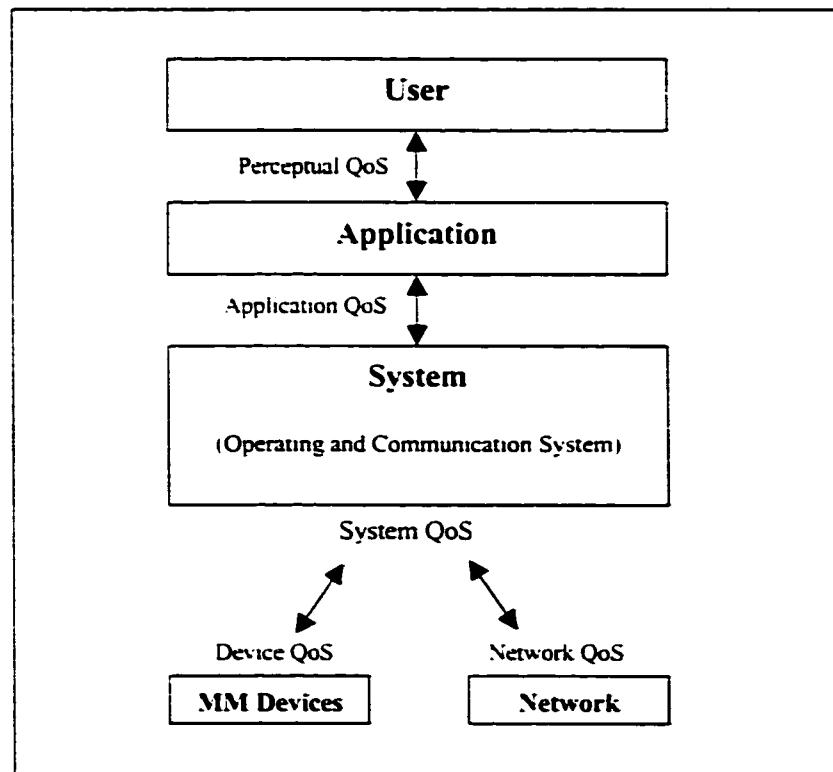 User
Perceptual QoS
Application
Application QoS
System
(Operating and Communication System)
System QoS
Device QoS
Network QoS
MM Devices
Network